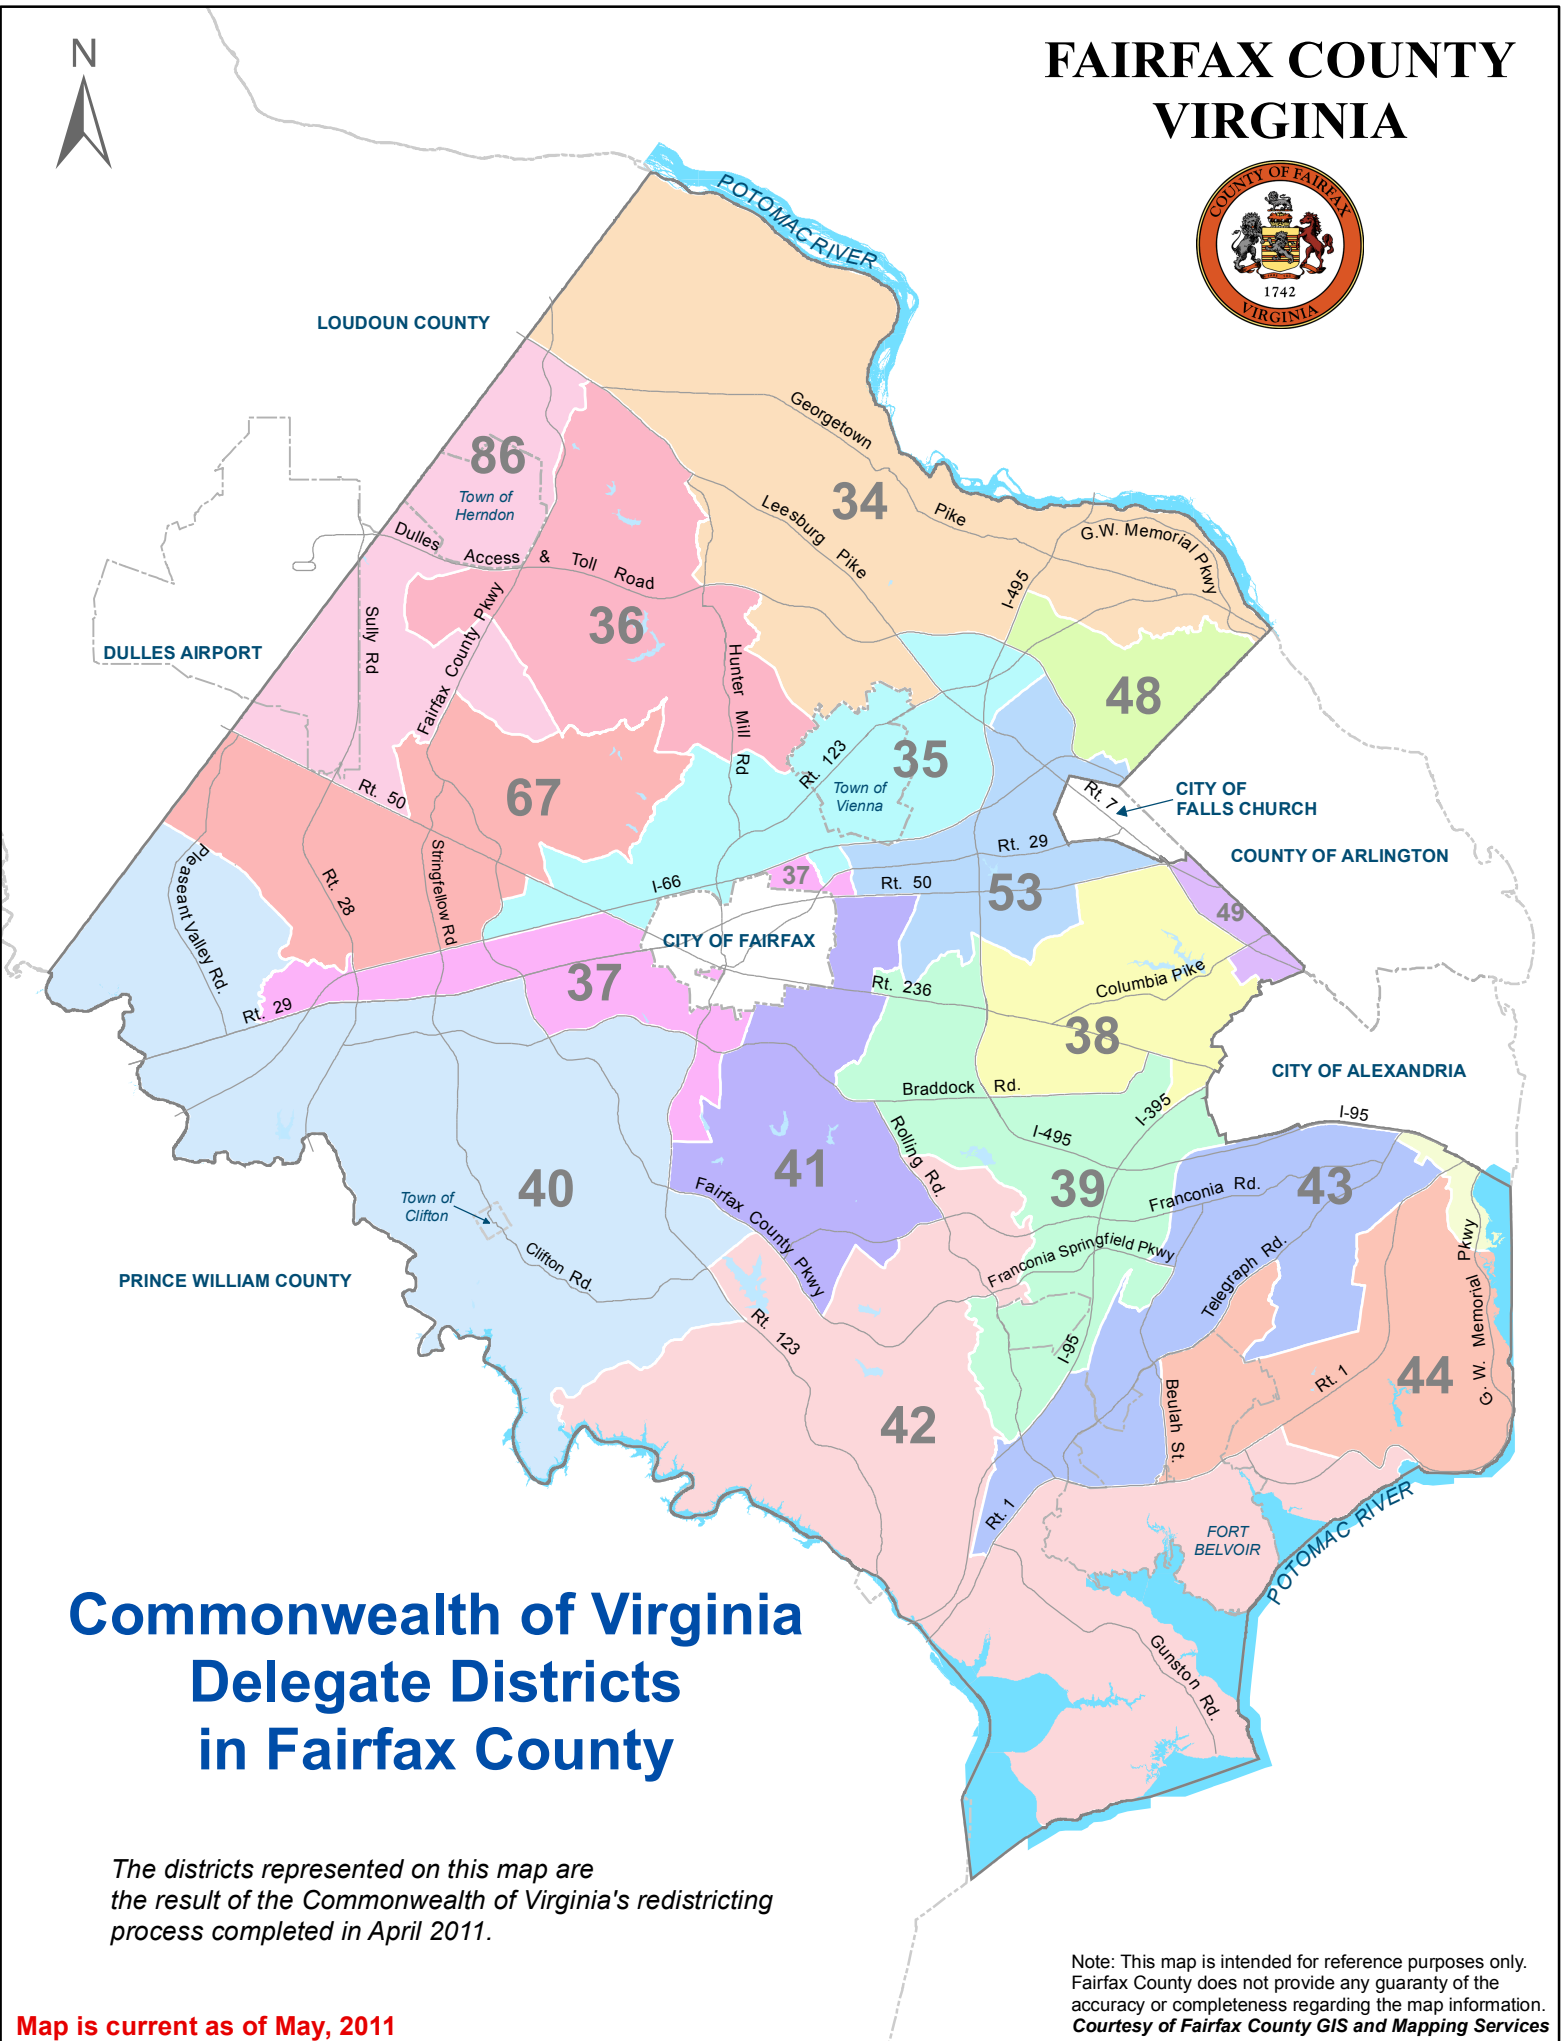 N
FAIRFAX COUNTY
VIRGINIA
COUNTY OF FAIRFAX
1742
VIRGINIA
POTOMAC RIVER
LOUDOUN COUNTY
Georgetown
Pike
86
Town of
Herndon
34
Leesburg
Pike
G.W. Memorial Pkwy
Dulles
Access & Toll Road
I-495
Sully Rd
Fairfax County Pkwy
36
DULLES AIRPORT
Hunter Mill Rd
48
Rt. 123
35
Town of
Vienna
Rt. 50
67
Rt. 7
CITY OF
FALLS CHURCH
Rt. 29
COUNTY OF ARLINGTON
Pleaseant Valley Rd.
Rt. 28
Stringfellow Rd
I-66
37
Rt. 50
53
49
CITY OF FAIRFAX
37
Rt. 29
Rt. 236
Columbia Pike
38
Braddock Rd.
CITY OF ALEXANDRIA
I-395
I-95
Rolling Rd.
I-495
41
40
39
Franconia Rd.
43
Town of
Clifton
Fairfax County Pkwy
Clifton Rd.
Franconia Springfield Pkwy
Telegraph Rd.
G. W. Memorial Pkwy
PRINCE WILLIAM COUNTY
Rt. 123
I-95
Rt. 1
44
Beulah St.
42
Rt. 1
FORT
BELVOIR
POTOMAC RIVER
Gunston Rd.
Commonwealth of Virginia
Delegate Districts
in Fairfax County
The districts represented on this map are
the result of the Commonwealth of Virginia's redistricting
process completed in April 2011.
Note: This map is intended for reference purposes only.
Fairfax County does not provide any guaranty of the
accuracy or completeness regarding the map information.
Courtesy of Fairfax County GIS and Mapping Services
Map is current as of May, 2011